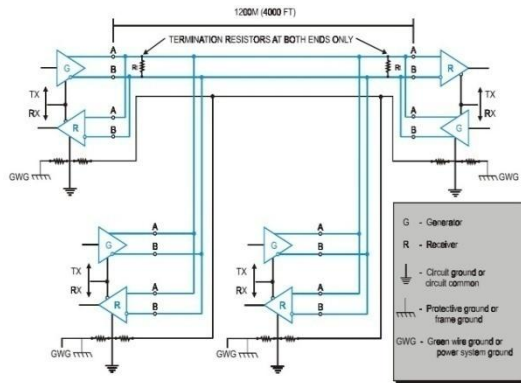 1200M (4000 FT)
A
TERMINATION RESISTORS AT BOTH ENDS ONLY
A
G
Rt
Rt
R
B
B
TX
RX
A
A
TX
RX
R
G
B
B
GWG
GWG
A
A
G
G
B
B
TX
RX
A
TX
RX
A
R
R
B
B
GWG
GWG
G - Generator
R - Receiver
- Circuit ground or
circuit common
- Protective ground or
frame ground
GWG - Green wire ground or
power system ground